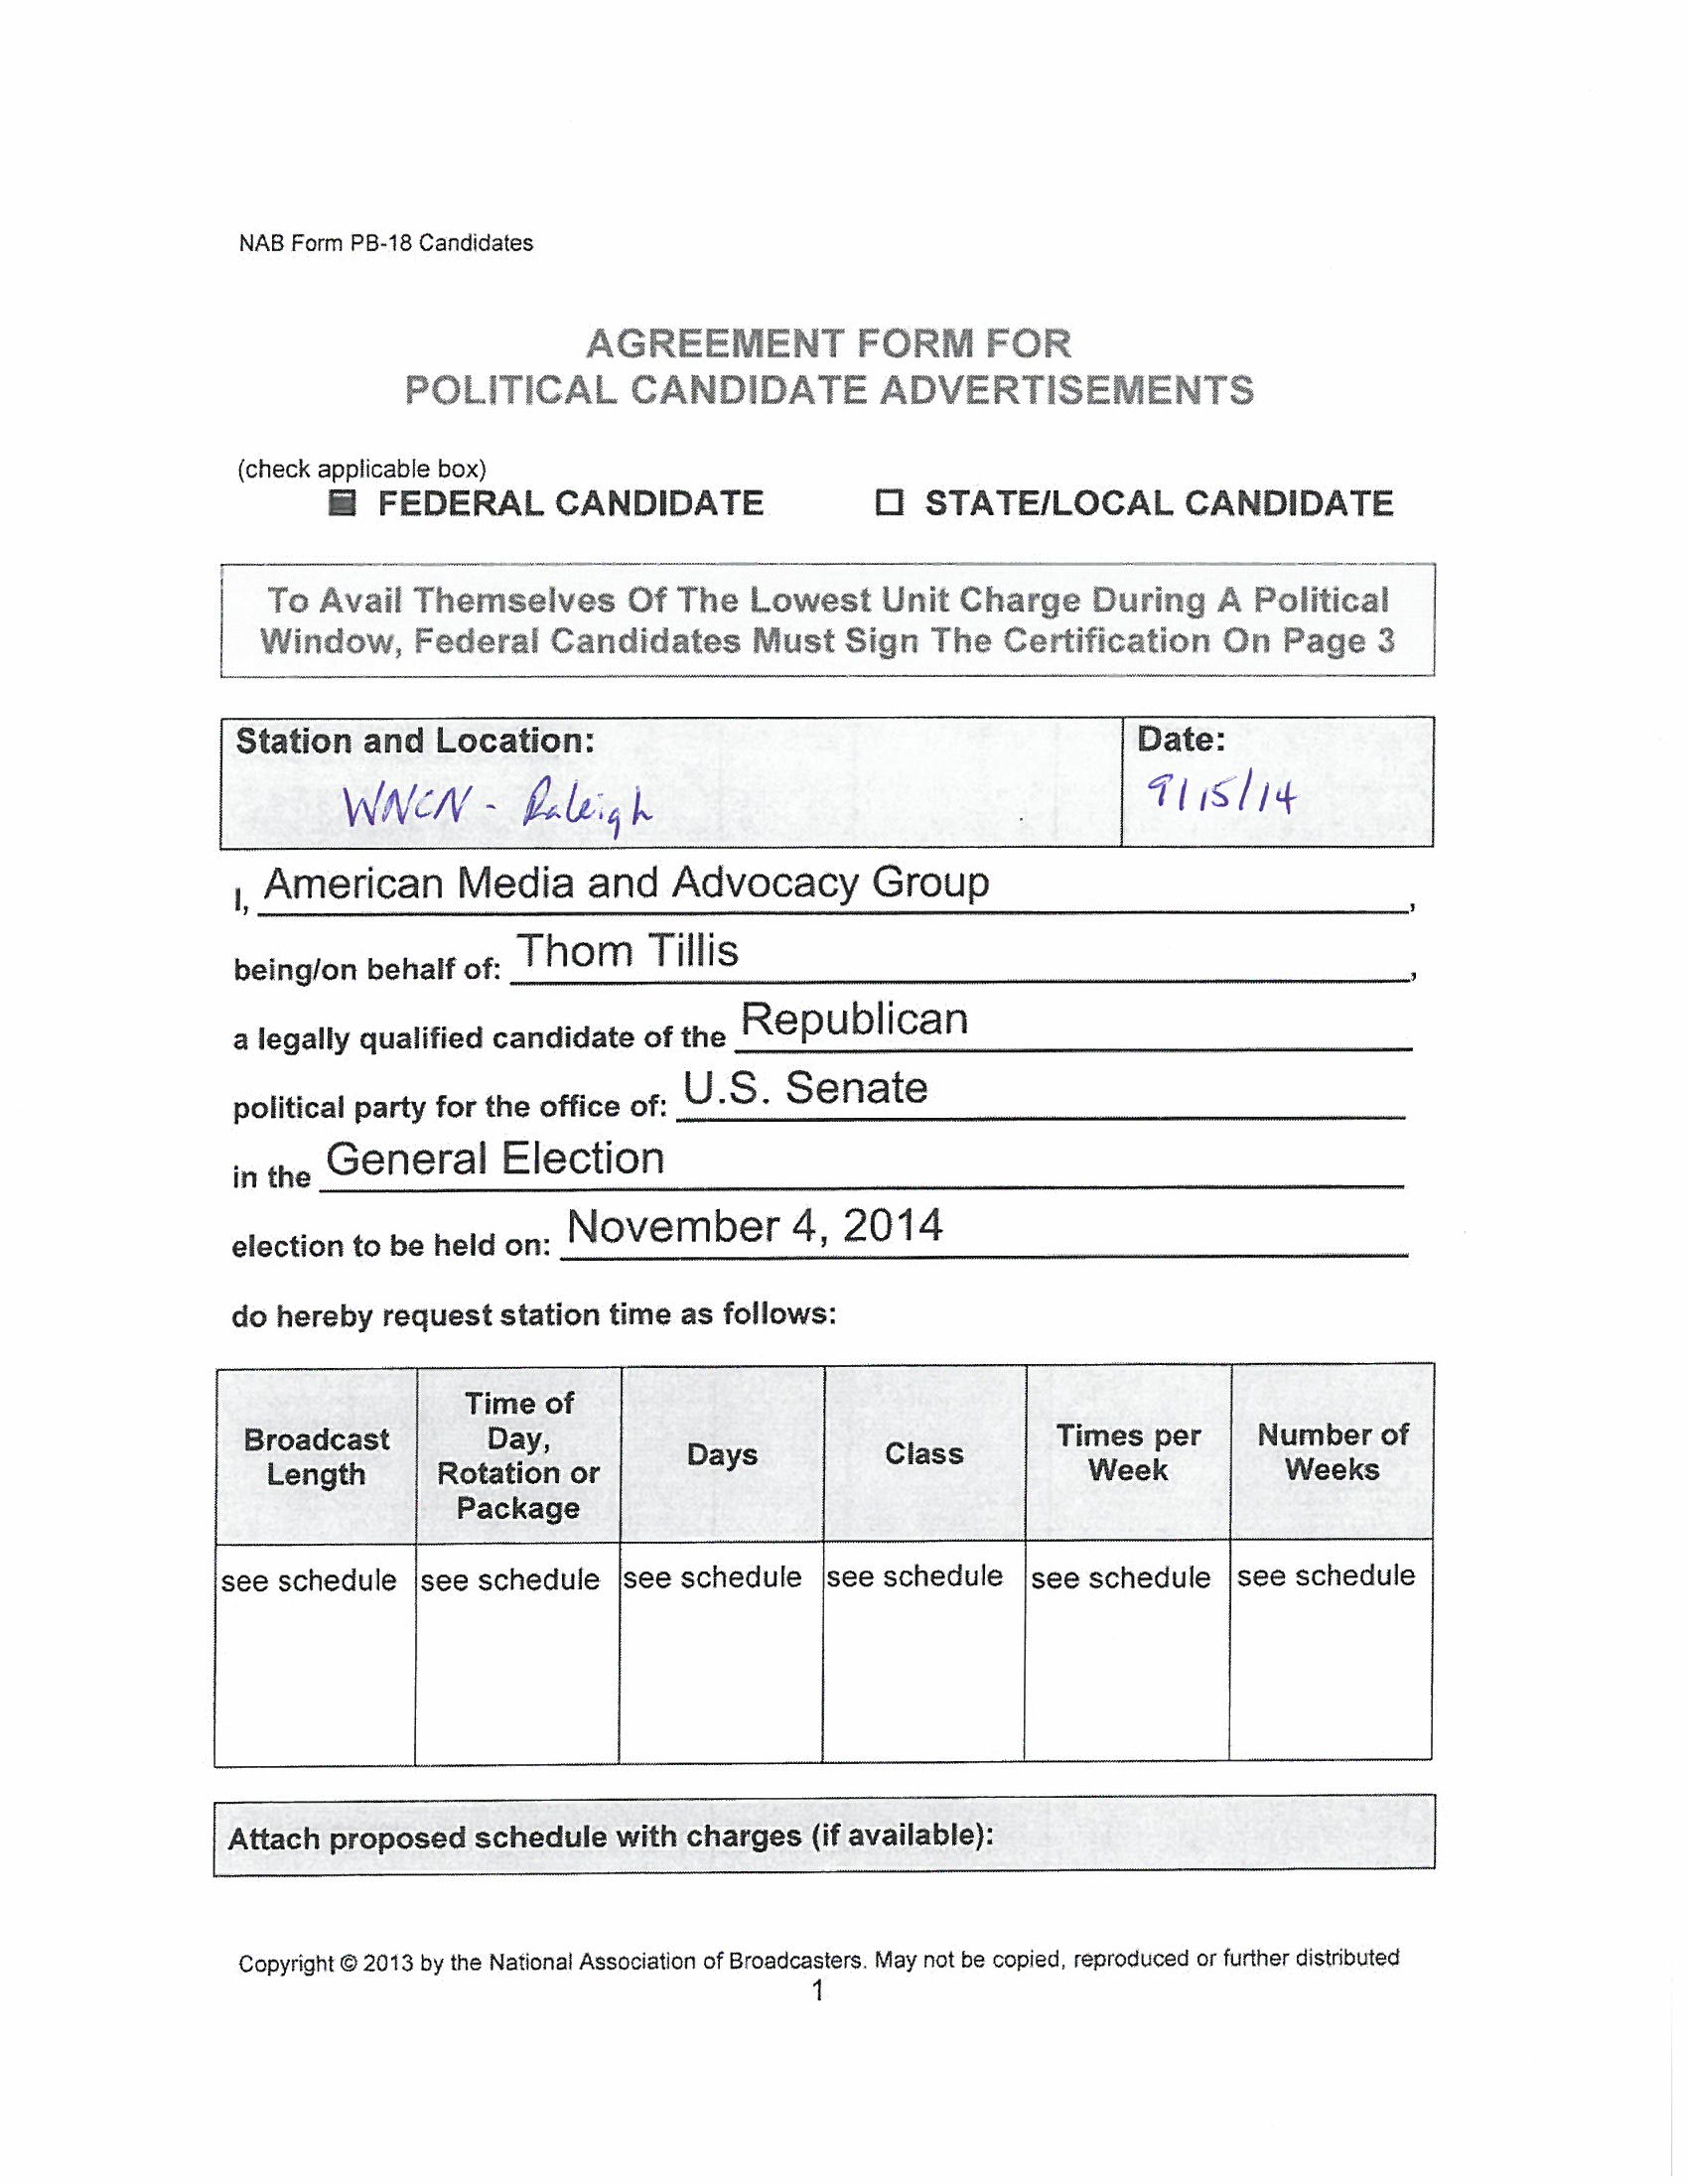 NAB Form PB-18 Candidates
AGREEMENT FORM FOR
POLITICAL CANDIDATE ADVERTISEMENTS
(check applicable box)
FEDERAL CANDIDATE ☐ STATE/LOCAL CANDIDATE
To Avail Themselves Of The Lowest Unit Charge During A Political
Window, Federal Candidates Must Sign The Certification On Page 3
Station and Location: Date:
WNCN - Raleigh 9/15/14
I, American Media and Advocacy Group,
being/on behalf of: Thom Tillis,
a legally qualified candidate of the Republican
political party for the office of: U.S. Senate
in the General Election
election to be held on: November 4, 2014
do hereby request station time as follows:
Broadcast Length Time of Day, Rotation or Package Days Class Times per Week Number of Weeks
see schedule see schedule see schedule see schedule see schedule see schedule
Attach proposed schedule with charges (if available):
Copyright © 2013 by the National Association of Broadcasters. May not be copied, reproduced or further distributed
1